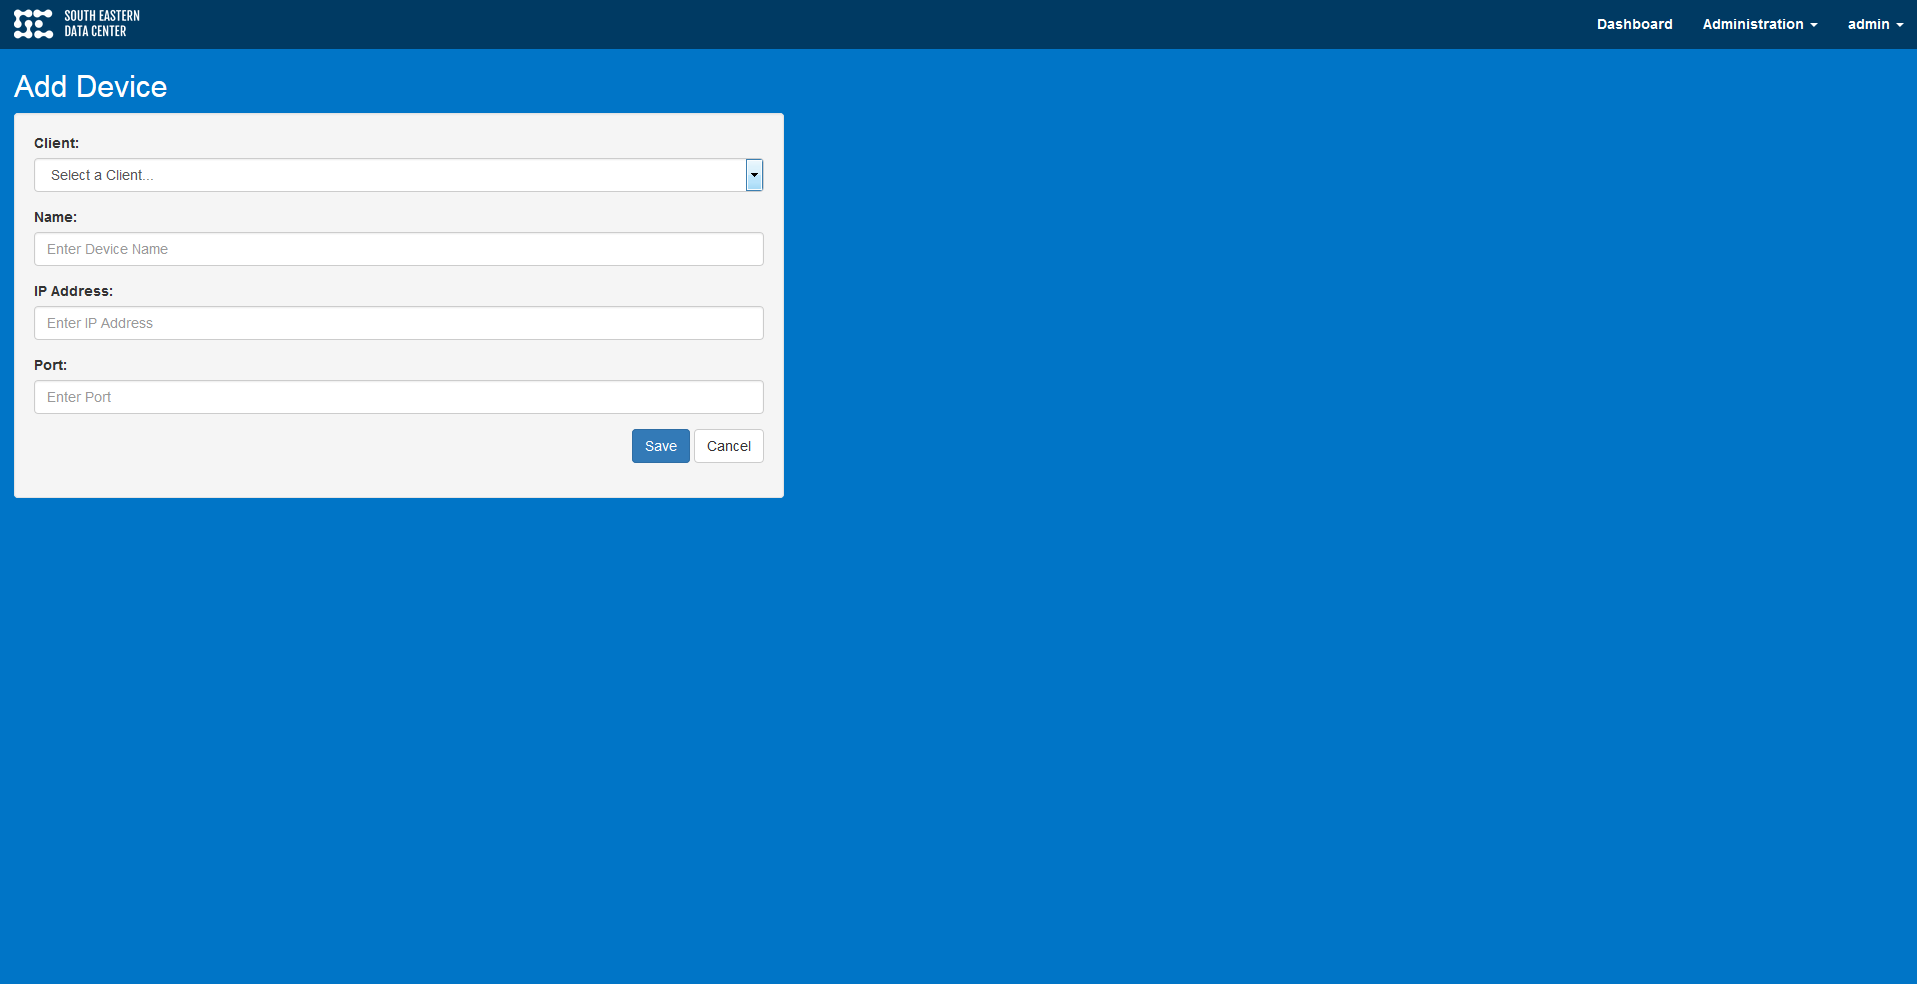 SOUTH EASTERN
DATA CENTER
Dashboard
Administration
admin
Add Device
Client:
Select a Client...
Name:
Enter Device Name
IP Address:
Enter IP Address
Port:
Enter Port
Save
Cancel